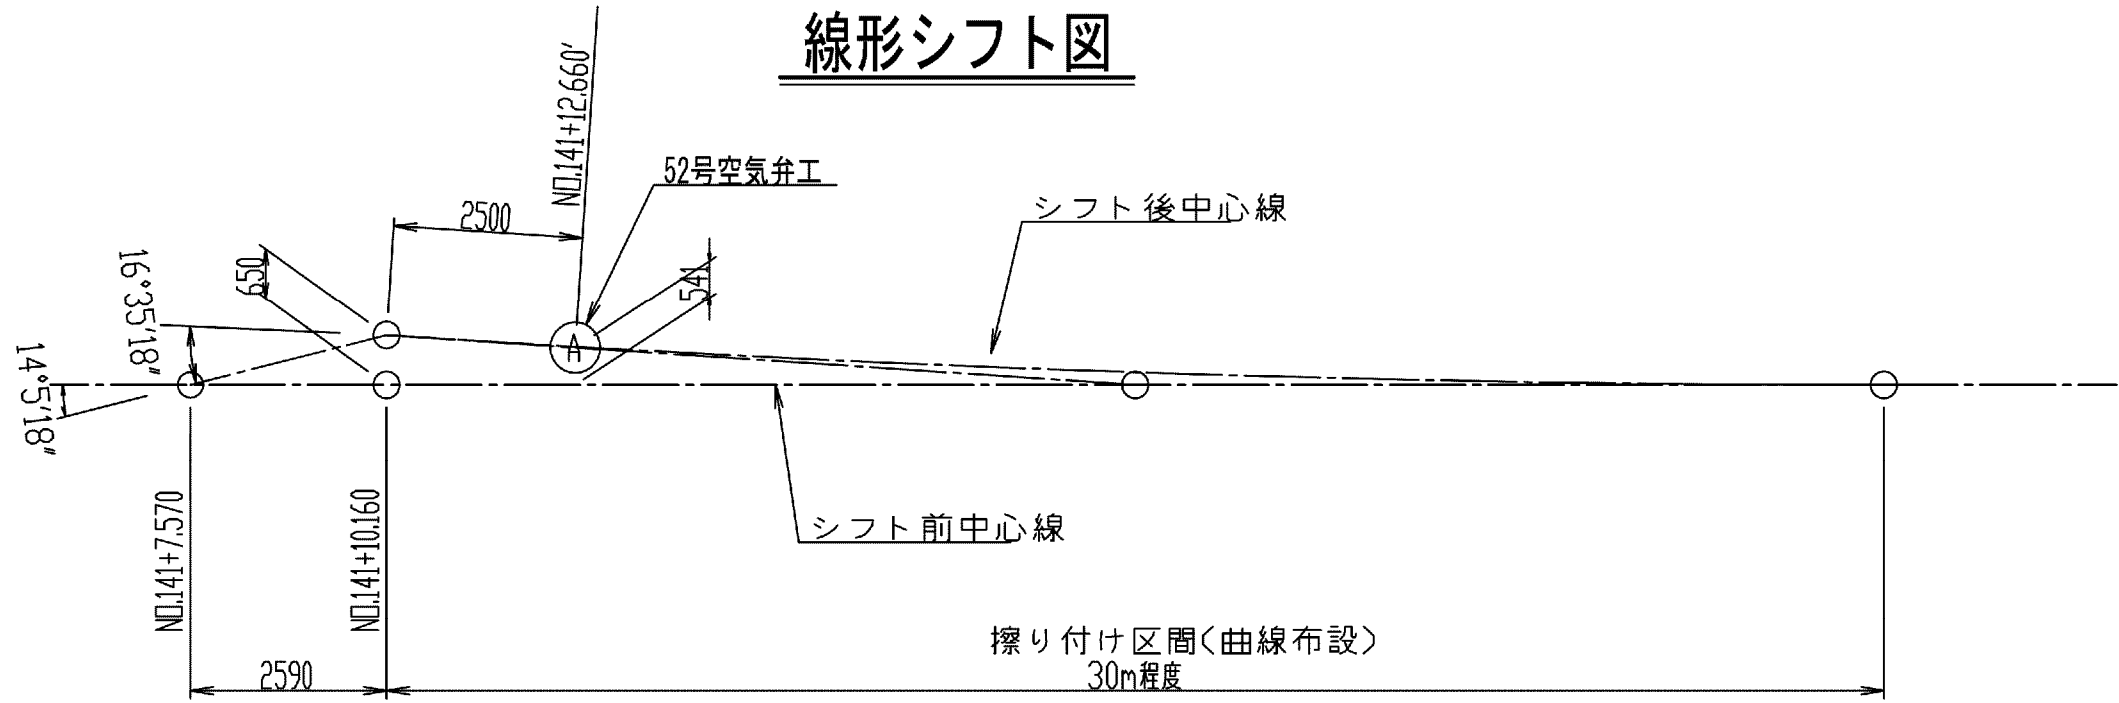 線形シフト図
NO.141+12.660'
52号空気弁工
シフト後中心線
2500
650
541
16°35'18"
14°5'18"
A
シフト前中心線
NO.141+7.570
NO.141+10.160
擦り付け区間(曲線布設)
2590
30m程度